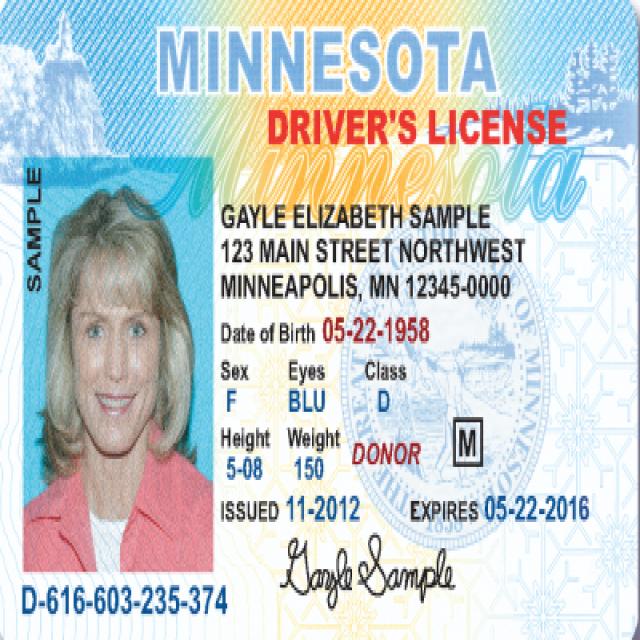 MINNESOTA
DRIVER'S LICENSE
Minnesota
SAMPLE
GAYLE ELIZABETH SAMPLE
123 MAIN STREET NORTHWEST
MINNEAPOLIS, MN 12345-0000
Date of Birth 05-22-1958
Sex Eyes Class
F BLU D
Height Weight DONOR M
5-08 150
ISSUED 11-2012 EXPIRES 05-22-2016
Gayle Sample
D-616-603-235-374